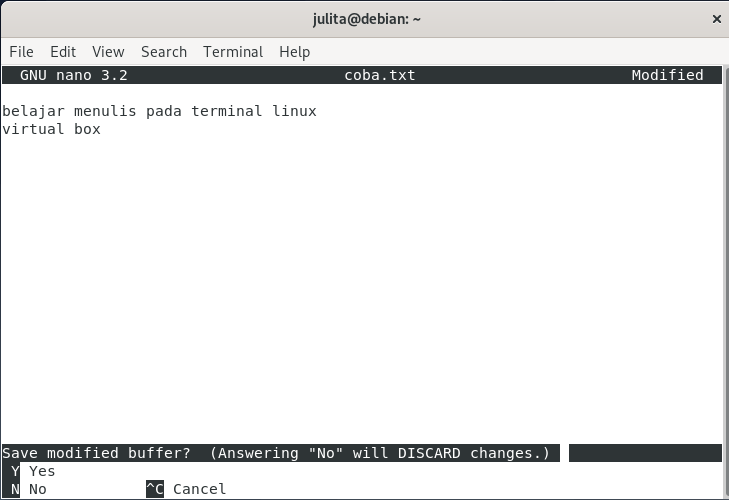 julita@debian: ~
×
File Edit View Search Terminal Help
GNU nano 3.2 coba.txt Modified
belajar menulis pada terminal linux
virtual box
Save modified buffer?  (Answering "No" will DISCARD changes.)
Y Yes
N No ^C Cancel